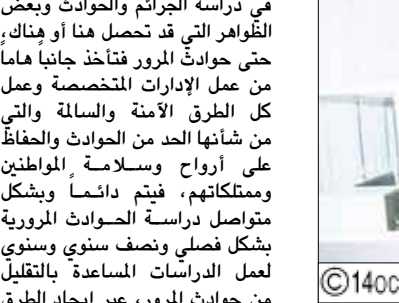 في دراسة الجرائم والحوادث وبعض
الظواهر التي قد تحصل هنا أو هناك،
حتى حوادث المرور فتأخذ جانباً هاماً
من عمل الإدارات المتخصصة وعمل
كل الطرق الآمنة والسالمة والتي
من شأنها الحد من الحوادث والحفاظ
على أرواح وسلامة المواطنين
وممتلكاتهم، فيتم دائماً وبشكل
متواصل دراسة الحوادث المرورية
بشكل فصلي ونصف سنوي وسنوي
لعمل الدراسات المساعدة بالتقليل
من حوادث المرور، عبر إيجاد الطرق
©14oc